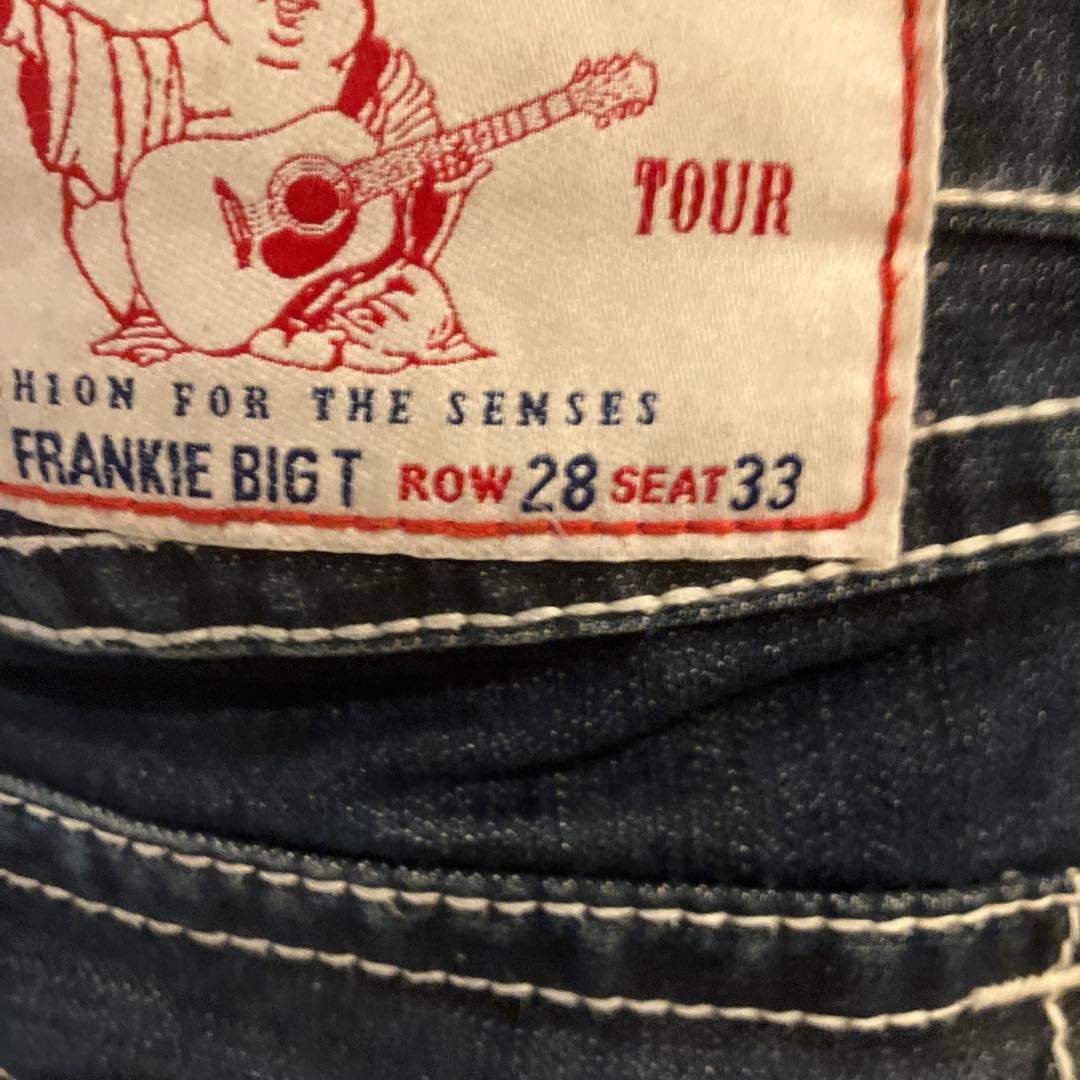 TOUR
HION FOR THE SENSES
FRANKIE BIG T ROW 28 SEAT 33